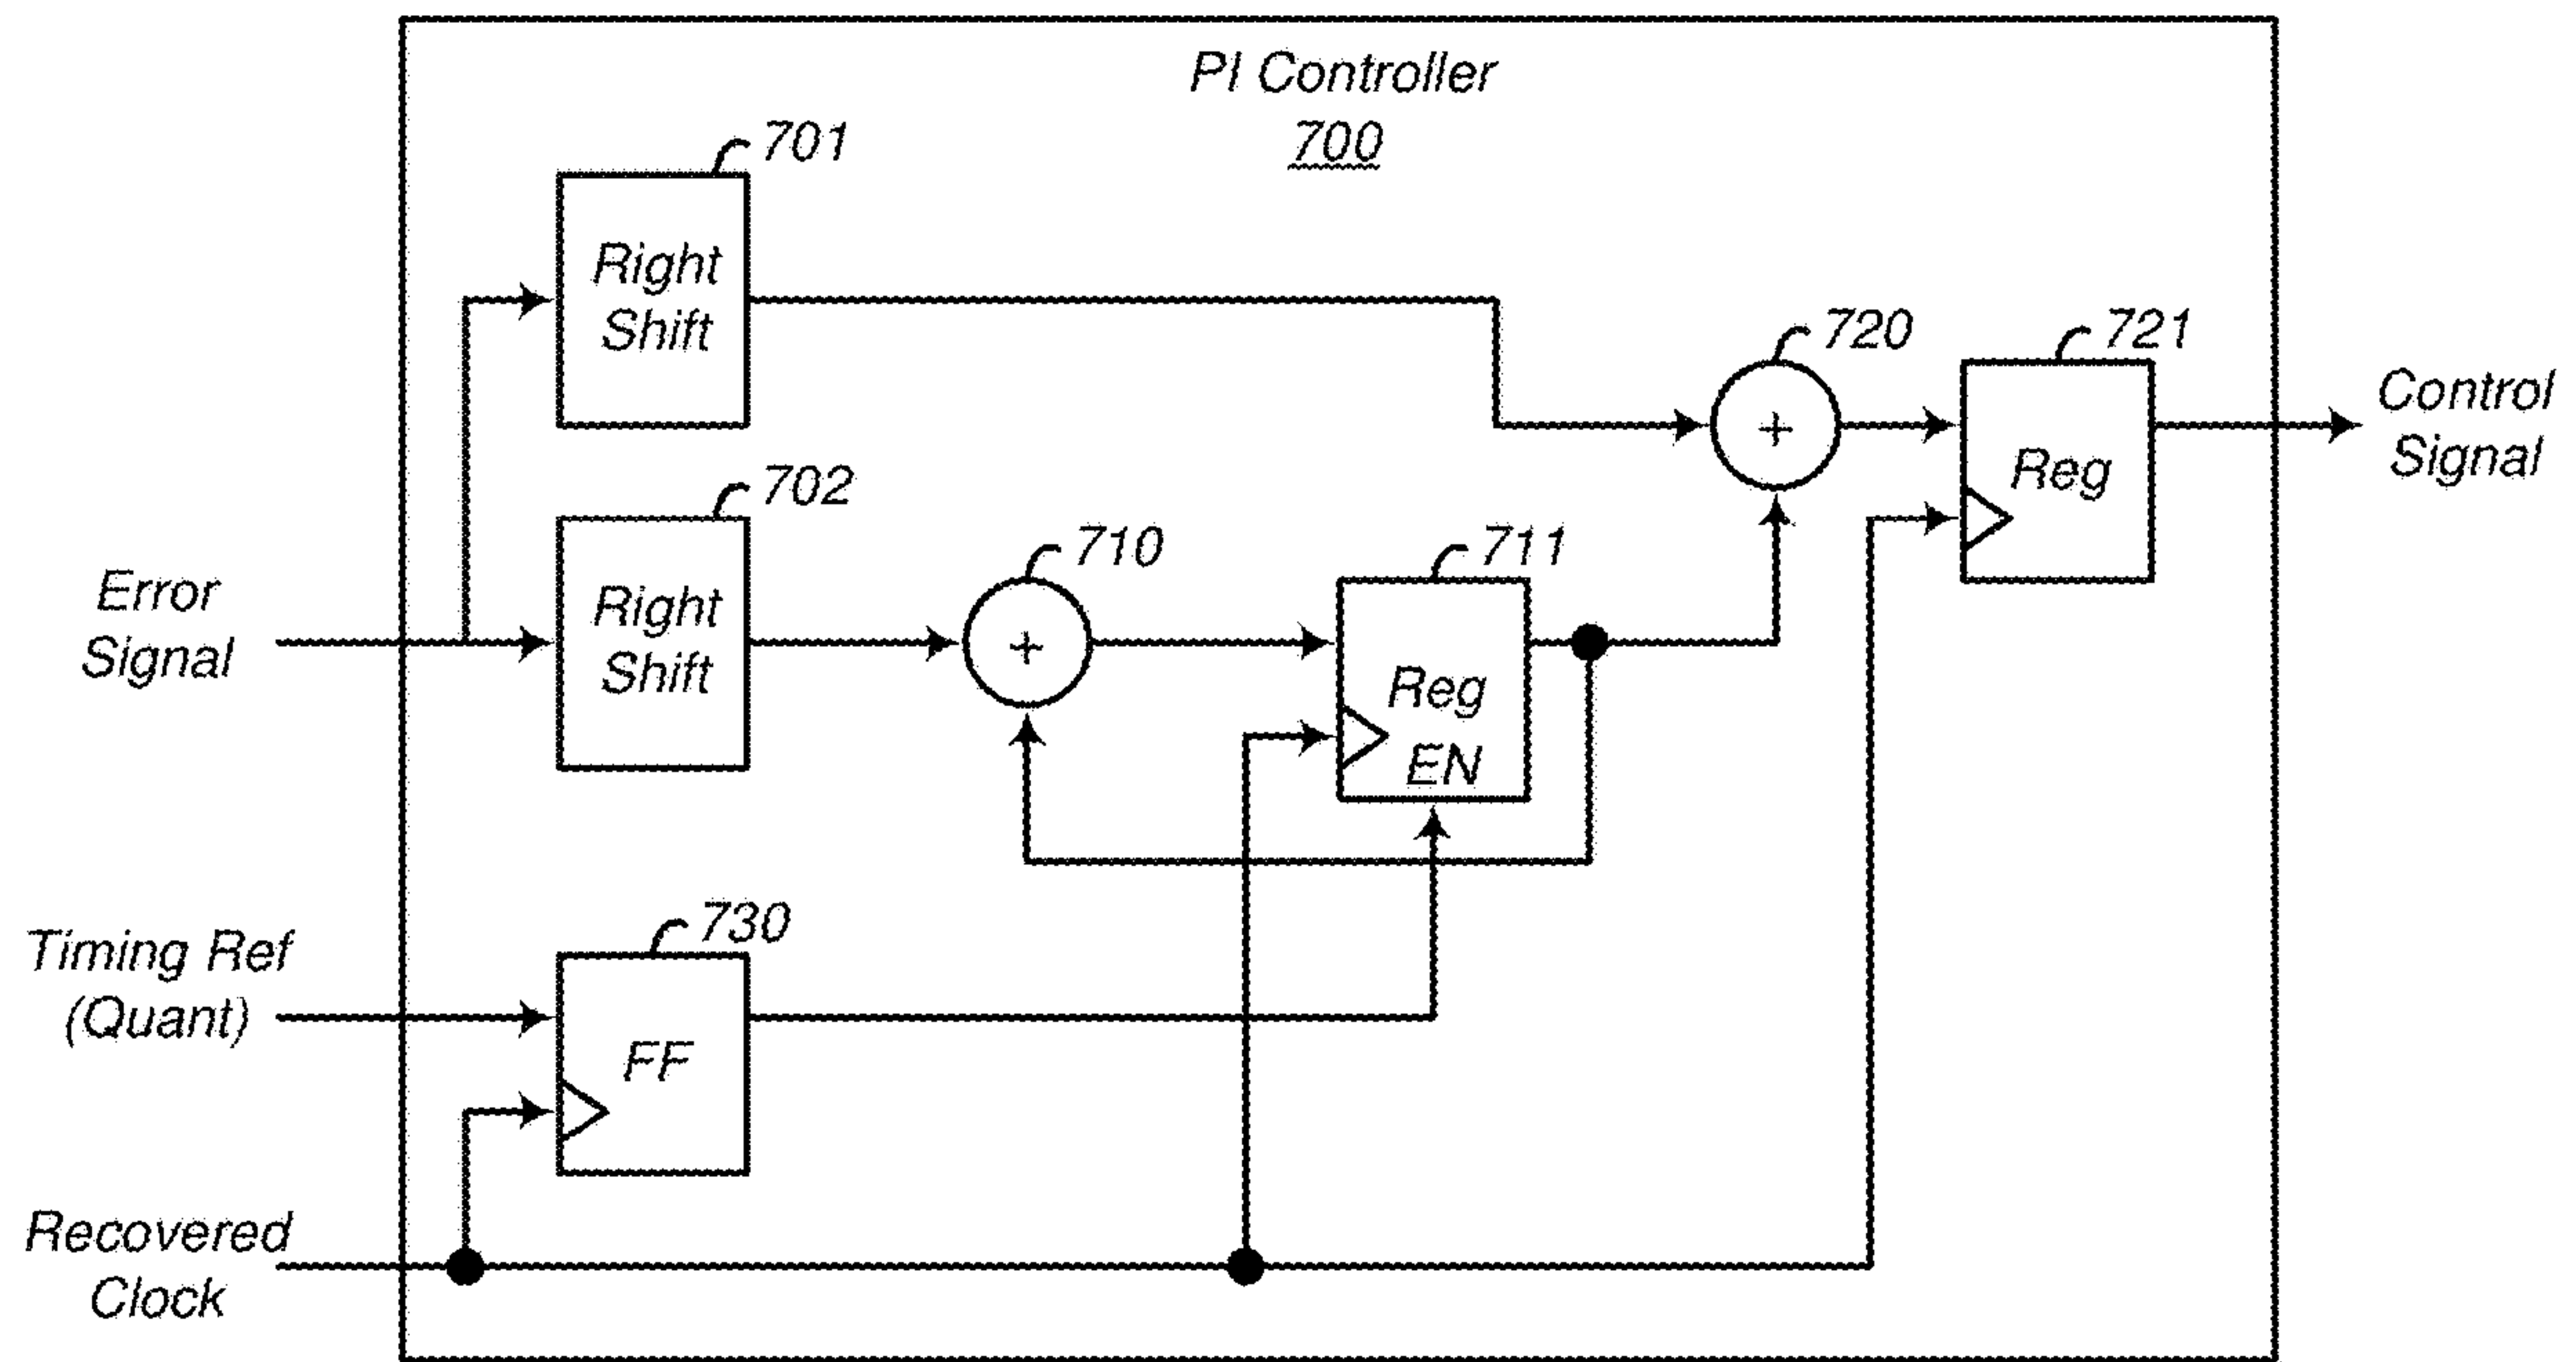 PI Controller
700
701
Right
Shift
720
721
+
Reg
Control
Signal
702
Right
Shift
710
+
711
Reg
EN
Error
Signal
730
Timing Ref
(Quant)
FF
Recovered
Clock